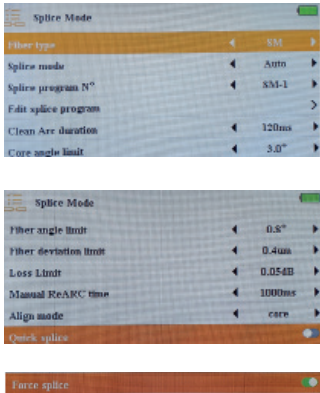 Splice Mode
Fiber type SM
Splice mode Auto
Splice program N° SM-1
Edit splice program
Clean Arc duration 120ms
Core angle limit 3.0°
Splice Mode
Fiber angle limit 0.8°
Fiber deviation limit 0.4um
Loss Limit 0.05dB
Manual ReARC time 1000ms
Align mode core
Quick splice
Force splice